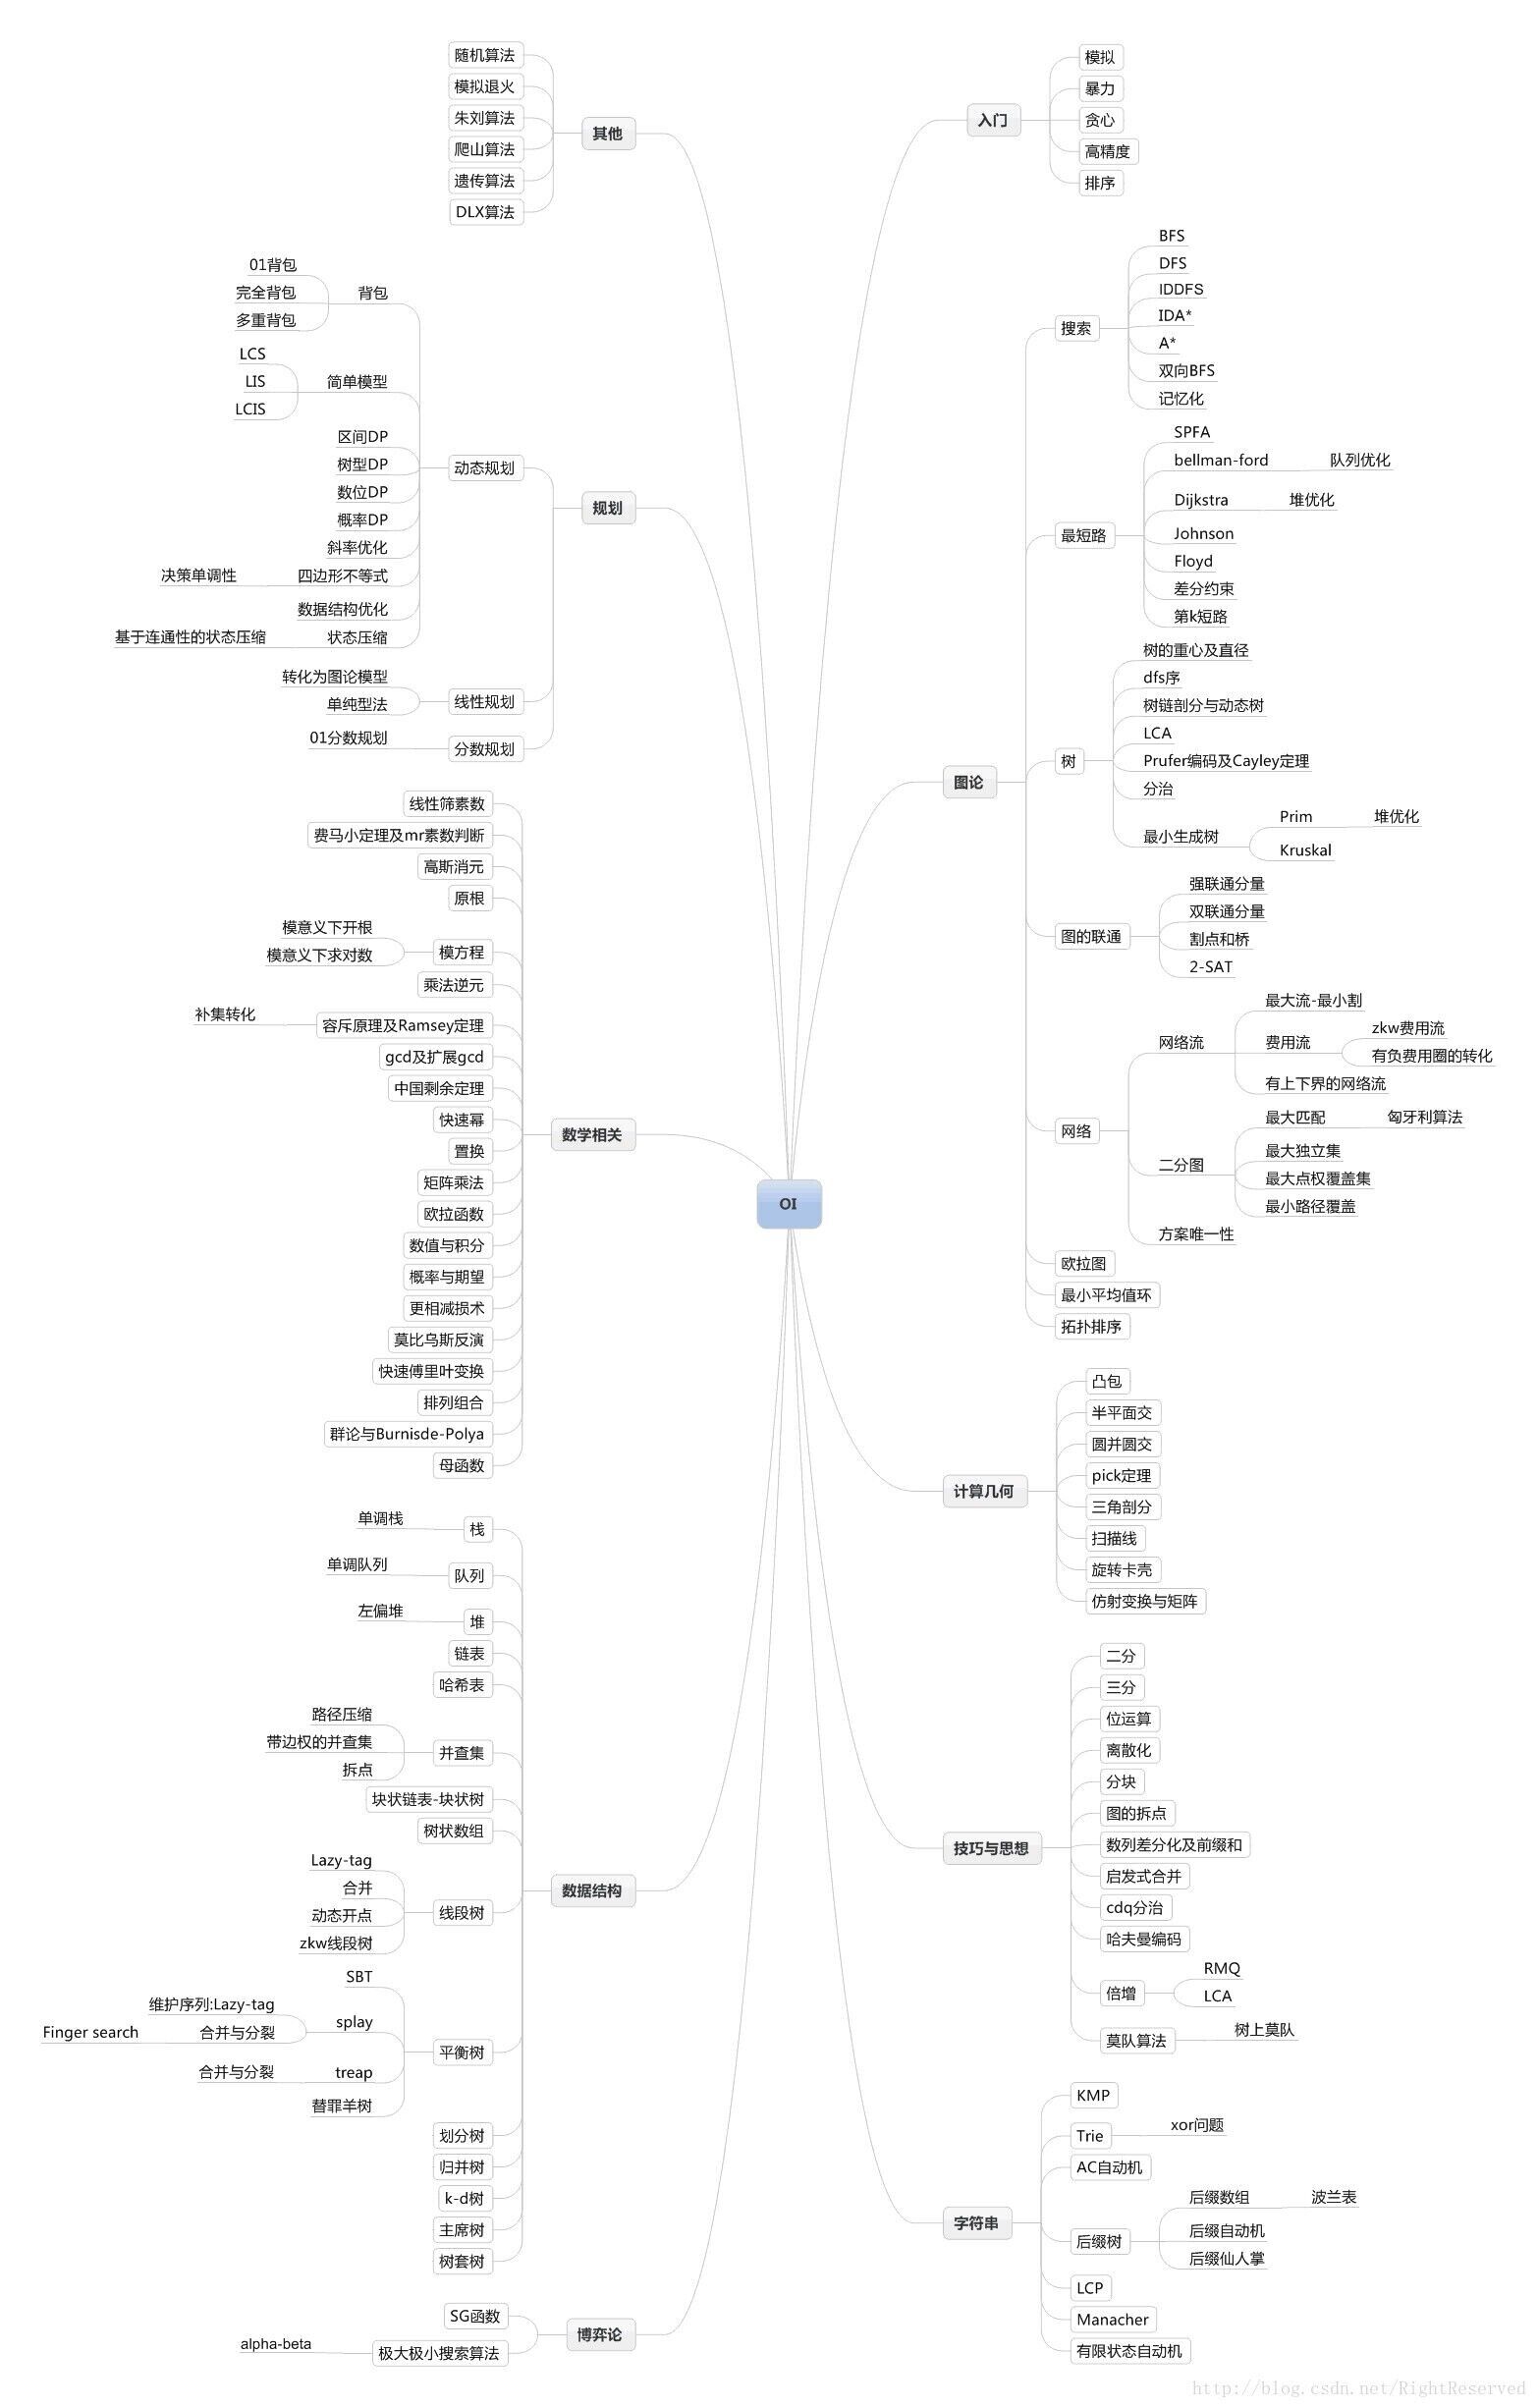 OI
入门
模拟
暴力
贪心
高精度
排序
图论
搜索
BFS
DFS
IDDFS
IDA*
A*
双向BFS
记忆化
最短路
SPFA
bellman-ford
队列优化
Dijkstra
堆优化
Johnson
Floyd
差分约束
第k短路
树
树的重心及直径
dfs序
树链剖分与动态树
LCA
Prufer编码及Cayley定理
分治
最小生成树
Prim
堆优化
Kruskal
图的联通
强联通分量
双联通分量
割点和桥
2-SAT
网络
网络流
最大流-最小割
费用流
zkw费用流
有负费用圈的转化
有上下界的网络流
二分图
最大匹配
匈牙利算法
最大独立集
最大点权覆盖集
最小路径覆盖
方案唯一性
欧拉图
最小平均值环
拓扑排序
计算几何
凸包
半平面交
圆并圆交
pick定理
三角剖分
扫描线
旋转卡壳
仿射变换与矩阵
技巧与思想
二分
三分
位运算
离散化
分块
图的拆点
数列差分化及前缀和
启发式合并
cdq分治
哈夫曼编码
倍增
RMQ
LCA
莫队算法
树上莫队
字符串
KMP
Trie
xor问题
AC自动机
后缀树
后缀数组
波兰表
后缀自动机
后缀仙人掌
LCP
Manacher
有限状态自动机
其他
随机算法
模拟退火
朱刘算法
爬山算法
遗传算法
DLX算法
规划
动态规划
背包
01背包
完全背包
多重背包
简单模型
LCS
LIS
LCIS
区间DP
树型DP
数位DP
概率DP
斜率优化
四边形不等式
决策单调性
数据结构优化
状态压缩
基于连通性的状态压缩
线性规划
转化为图论模型
单纯型法
分数规划
01分数规划
数学相关
线性筛素数
费马小定理及mr素数判断
高斯消元
原根
模方程
模意义下开根
模意义下求对数
乘法逆元
容斥原理及Ramsey定理
补集转化
gcd及扩展gcd
中国剩余定理
快速幂
置换
矩阵乘法
欧拉函数
数值与积分
概率与期望
更相减损术
莫比乌斯反演
快速傅里叶变换
排列组合
群论与Burnisde-Polya
母函数
数据结构
栈
单调栈
队列
单调队列
堆
左偏堆
链表
哈希表
并查集
路径压缩
带边权的并查集
拆点
块状链表-块状树
树状数组
线段树
Lazy-tag
合并
动态开点
zkw线段树
平衡树
SBT
splay
维护序列:Lazy-tag
合并与分裂
Finger search
treap
合并与分裂
替罪羊树
划分树
归并树
k-d树
主席树
树套树
博弈论
SG函数
极大极小搜索算法
alpha-beta
http://blog.csdn.net/RightReserved